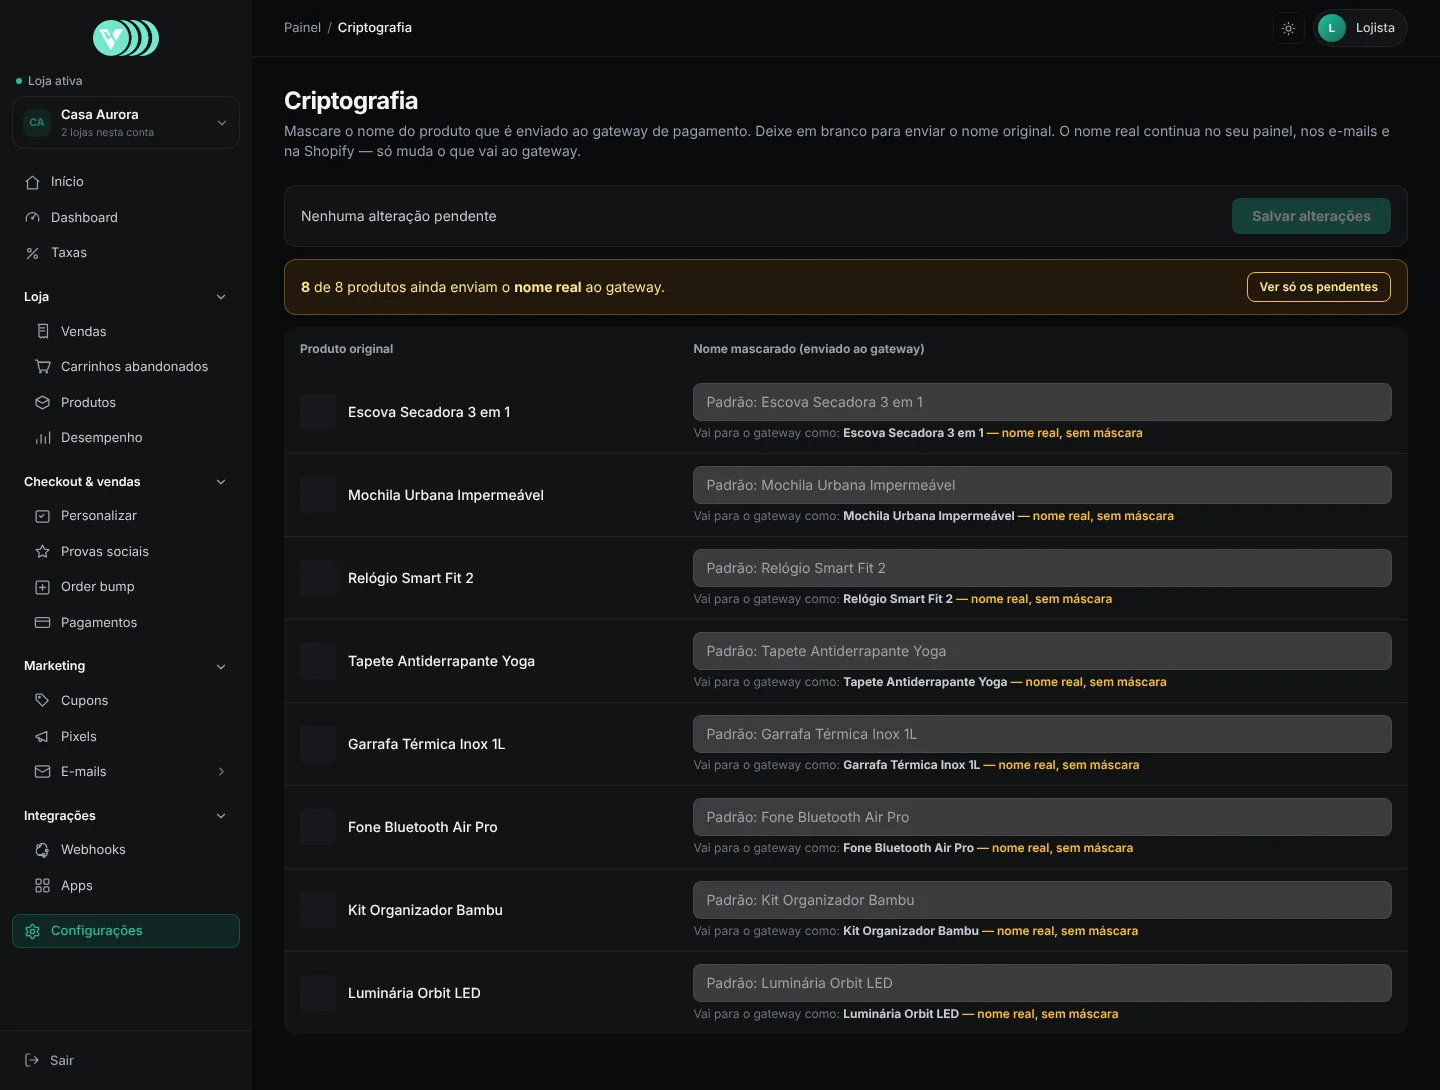 Loja ativa
CA
Casa Aurora
2 lojas nesta conta
Início
Dashboard
Taxas
Loja
Vendas
Carrinhos abandonados
Produtos
Desempenho
Checkout & vendas
Personalizar
Provas sociais
Order bump
Pagamentos
Marketing
Cupons
Pixels
E-mails
Integrações
Webhooks
Apps
Configurações
Sair
Painel / Criptografia
L Lojista
Criptografia
Mascare o nome do produto que é enviado ao gateway de pagamento. Deixe em branco para enviar o nome original. O nome real continua no seu painel, nos e-mails e
na Shopify — só muda o que vai ao gateway.
Nenhuma alteração pendente
Salvar alterações
8 de 8 produtos ainda enviam o nome real ao gateway.
Ver só os pendentes
Produto original
Nome mascarado (enviado ao gateway)
Escova Secadora 3 em 1
Padrão: Escova Secadora 3 em 1
Vai para o gateway como: Escova Secadora 3 em 1 — nome real, sem máscara
Mochila Urbana Impermeável
Padrão: Mochila Urbana Impermeável
Vai para o gateway como: Mochila Urbana Impermeável — nome real, sem máscara
Relógio Smart Fit 2
Padrão: Relógio Smart Fit 2
Vai para o gateway como: Relógio Smart Fit 2 — nome real, sem máscara
Tapete Antiderrapante Yoga
Padrão: Tapete Antiderrapante Yoga
Vai para o gateway como: Tapete Antiderrapante Yoga — nome real, sem máscara
Garrafa Térmica Inox 1L
Padrão: Garrafa Térmica Inox 1L
Vai para o gateway como: Garrafa Térmica Inox 1L — nome real, sem máscara
Fone Bluetooth Air Pro
Padrão: Fone Bluetooth Air Pro
Vai para o gateway como: Fone Bluetooth Air Pro — nome real, sem máscara
Kit Organizador Bambu
Padrão: Kit Organizador Bambu
Vai para o gateway como: Kit Organizador Bambu — nome real, sem máscara
Luminária Orbit LED
Padrão: Luminária Orbit LED
Vai para o gateway como: Luminária Orbit LED — nome real, sem máscara